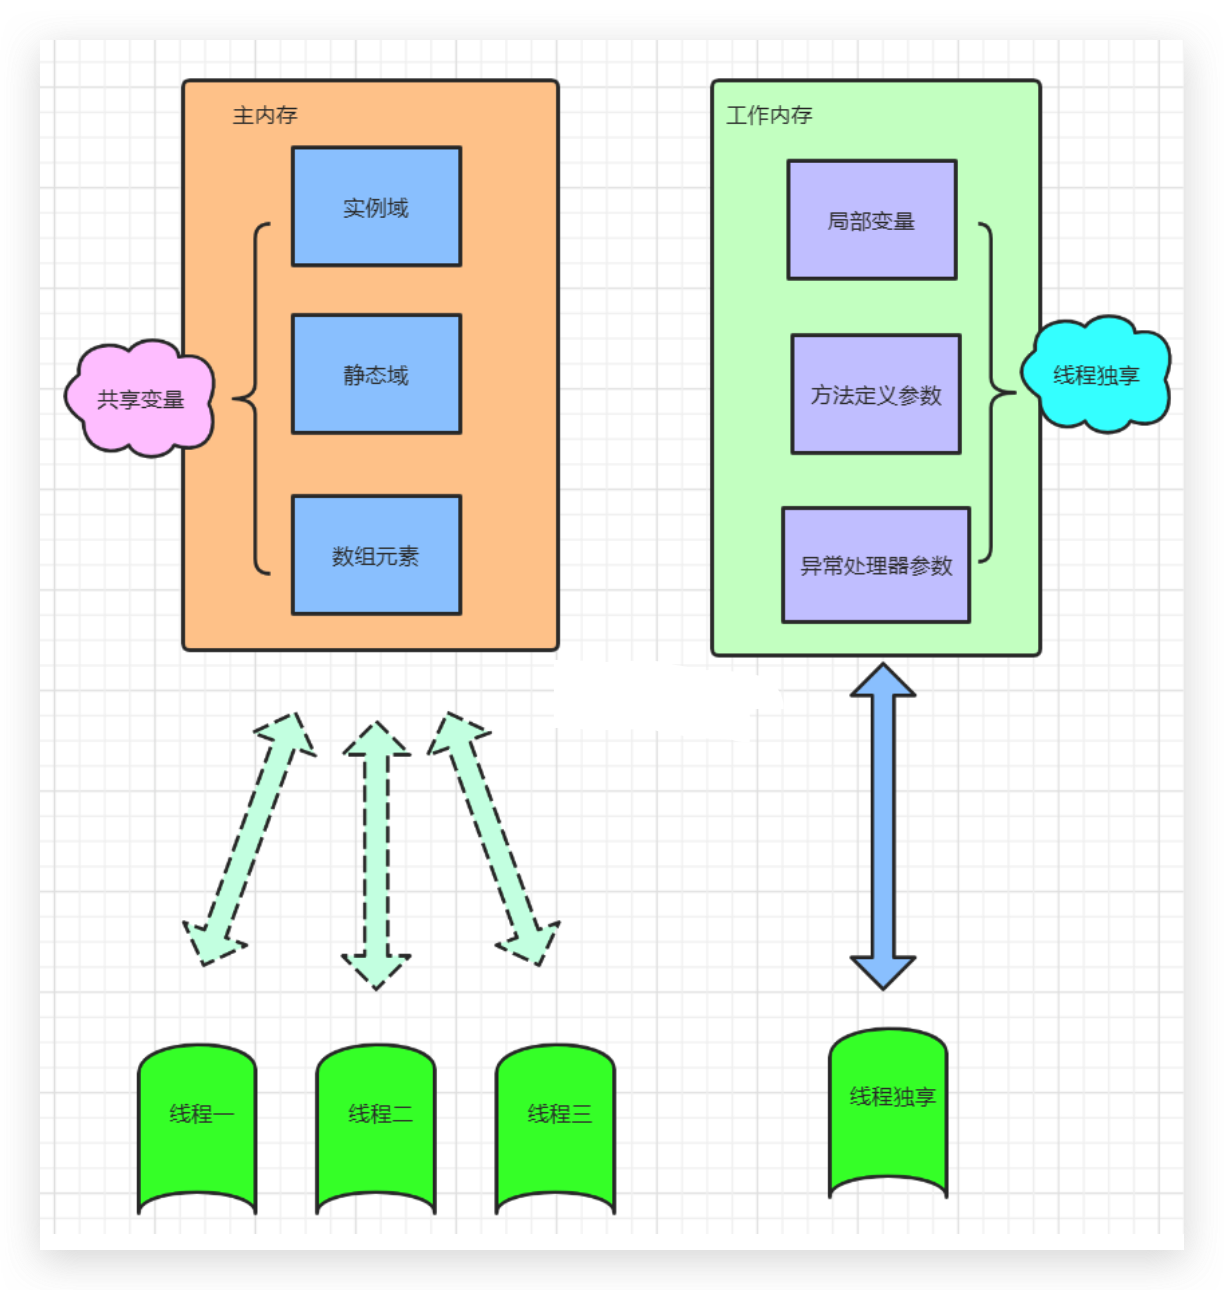 主内存
实例域
静态域
数组元素
共享变量
工作内存
局部变量
方法定义参数
异常处理器参数
线程独享
线程一
线程二
线程三
线程独享